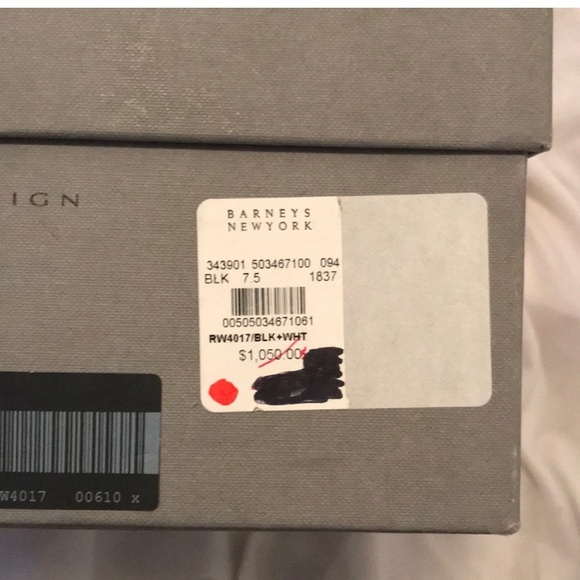 IGN
BARNEYS
NEWYORK
343901 503467100 094
BLK 7.5 1837
00505034671061
RW4017/BLK+WHT
$1,050.00
W4017 00610 x